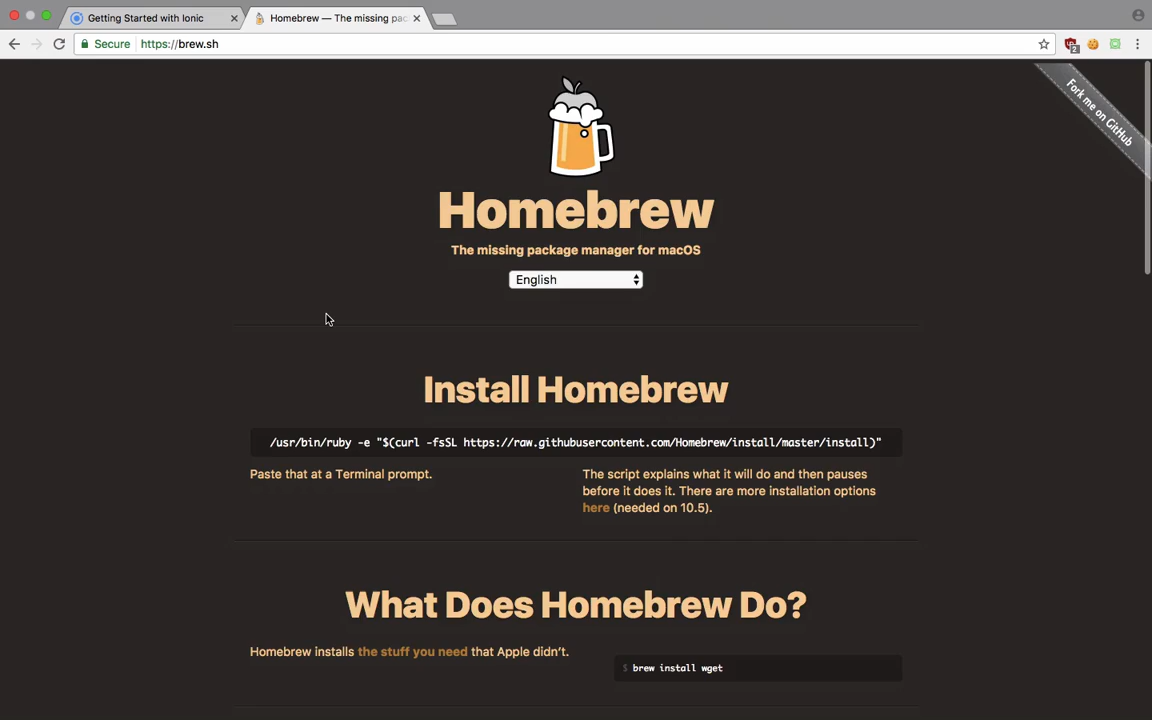 Getting Started with Ionic
Homebrew — The missing pac
Secure
https://brew.sh
2
Fork me on GitHub
Homebrew
The missing package manager for macOS
English
Install Homebrew
/usr/bin/ruby -e "$(curl -fsSL https://raw.githubusercontent.com/Homebrew/install/master/install)"
Paste that at a Terminal prompt.
The script explains what it will do and then pauses
before it does it. There are more installation options
here (needed on 10.5).
What Does Homebrew Do?
Homebrew installs the stuff you need that Apple didn’t.
$ brew install wget